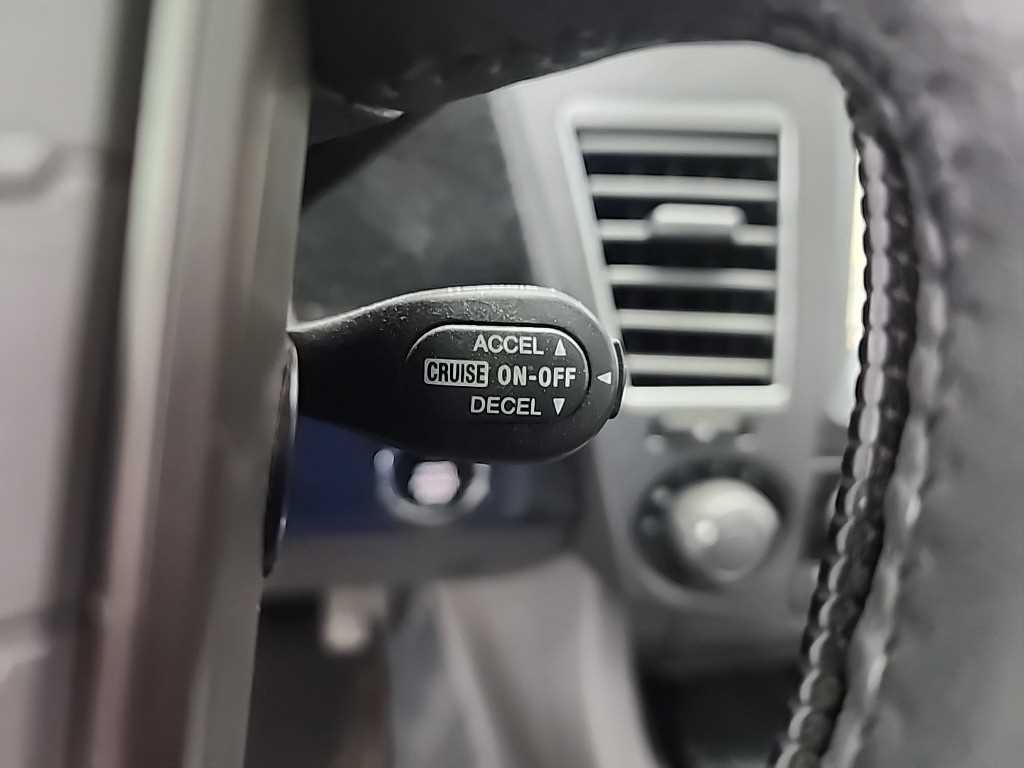 ACCEL ▲
CRUISE ON-OFF ◄
DECEL ▼